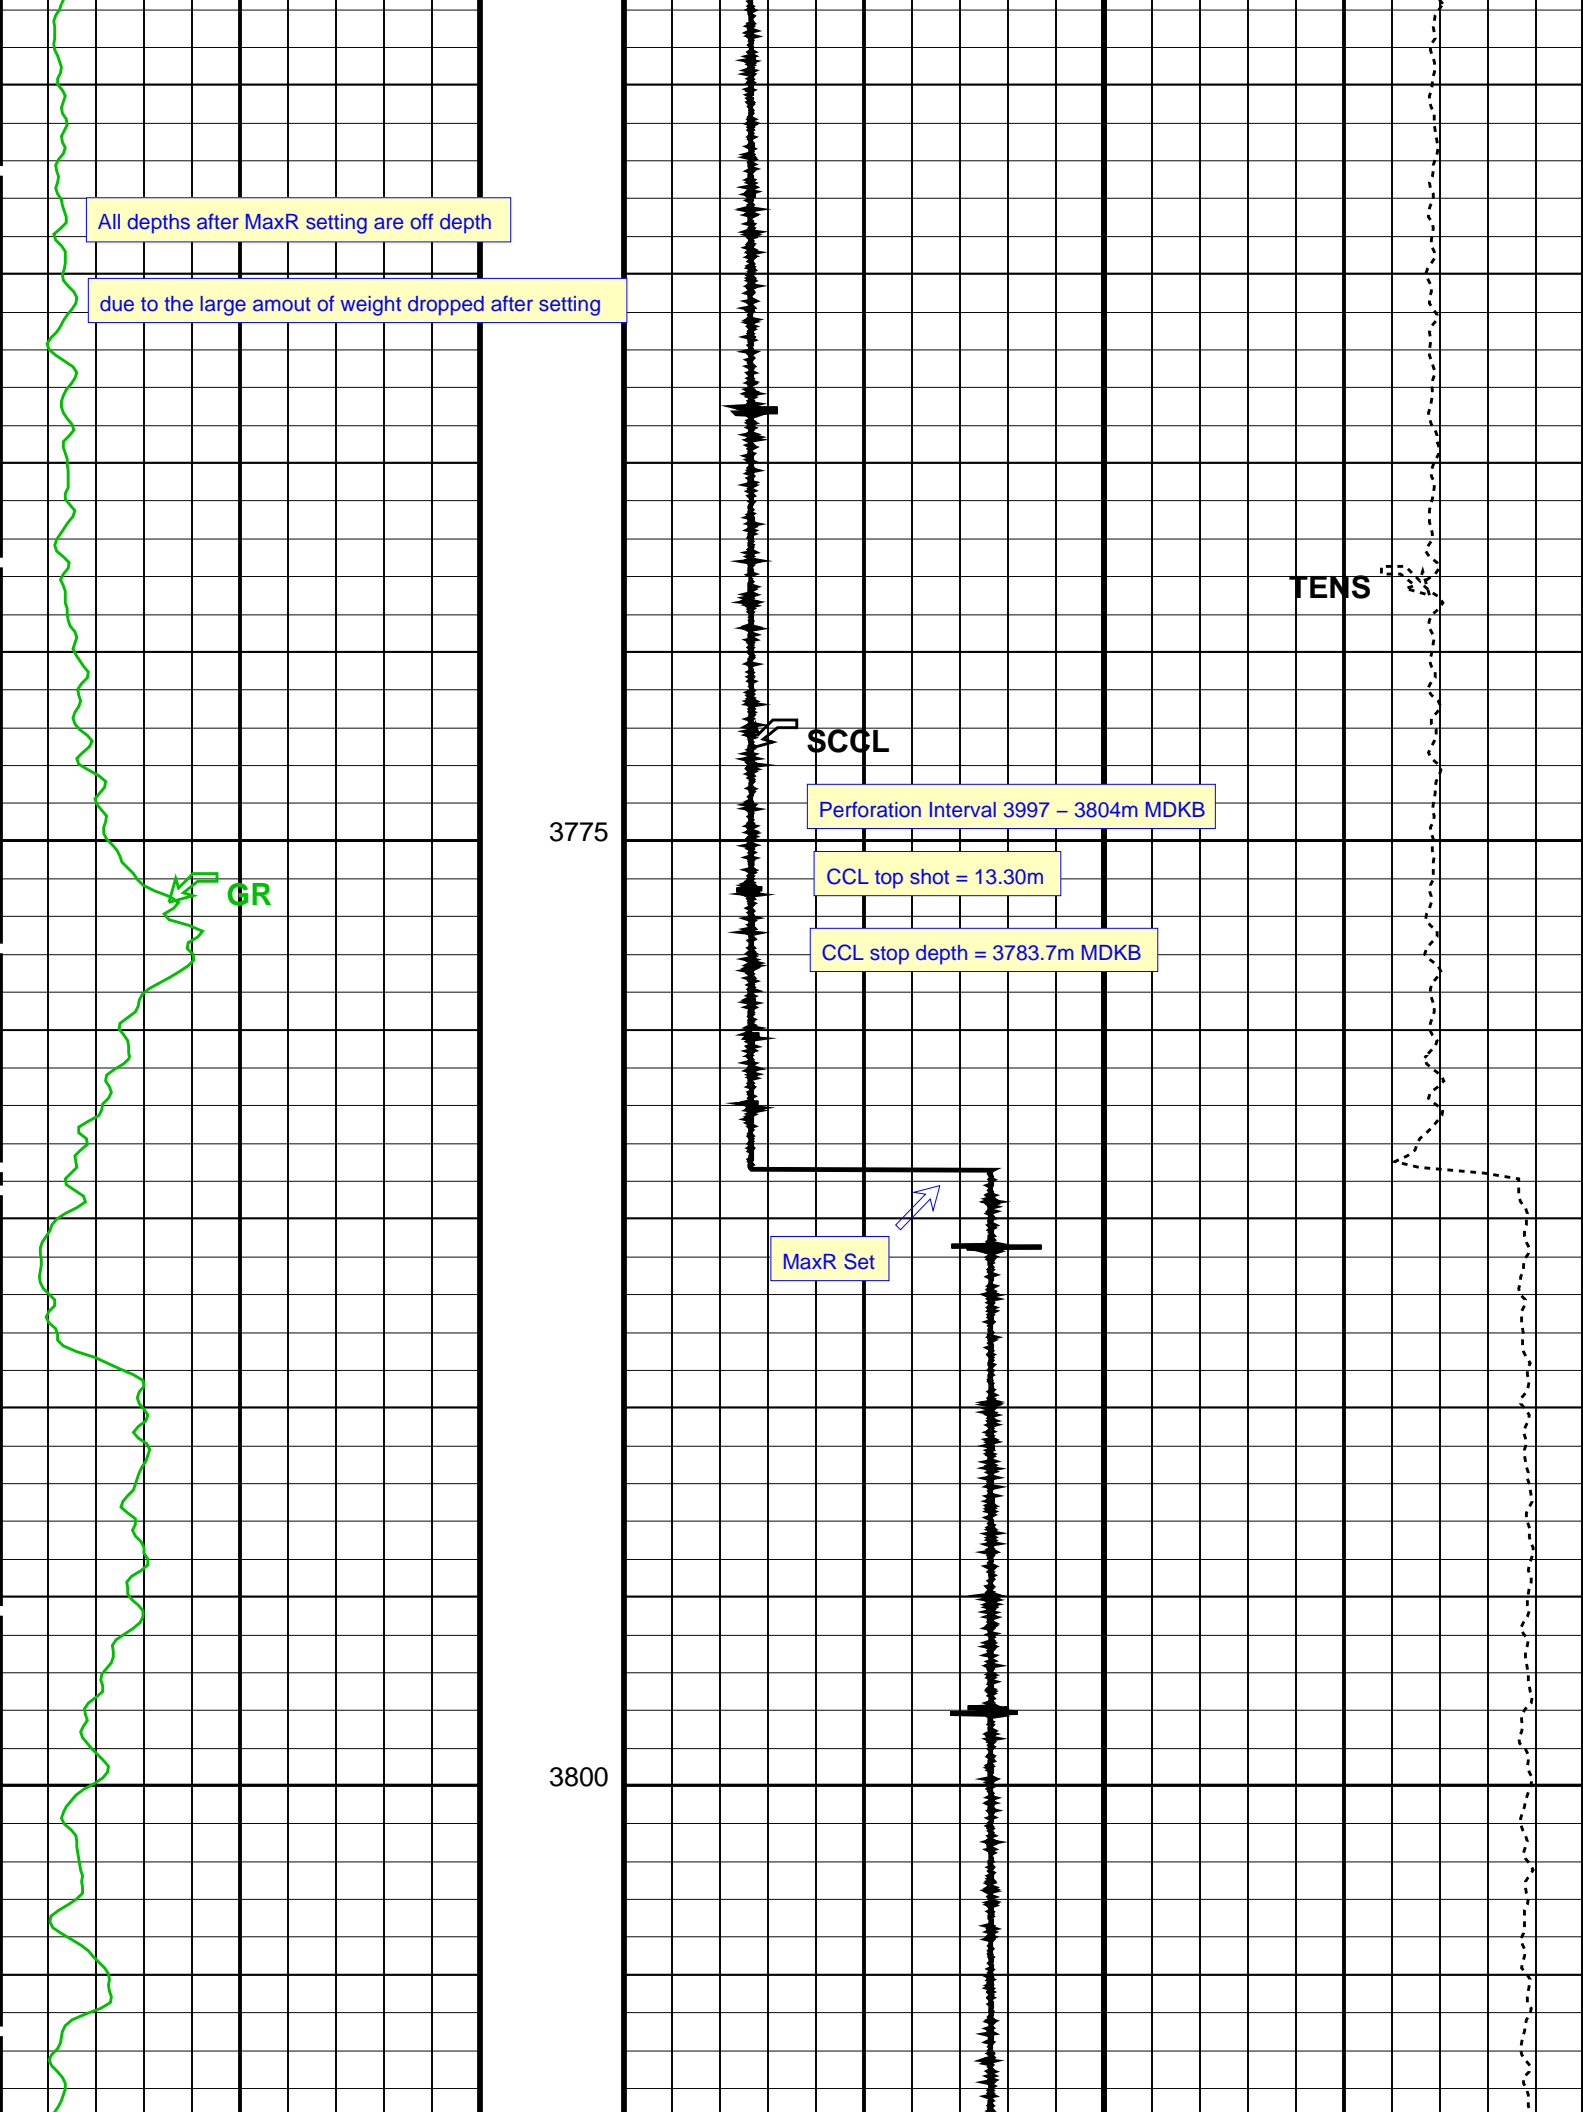 All depths after MaxR setting are off depth
due to the large amout of weight dropped after setting
TENS
SCCL
Perforation Interval 3997 – 3804m MDKB
3775
CCL top shot = 13.30m
GR
CCL stop depth = 3783.7m MDKB
MaxR Set
3800